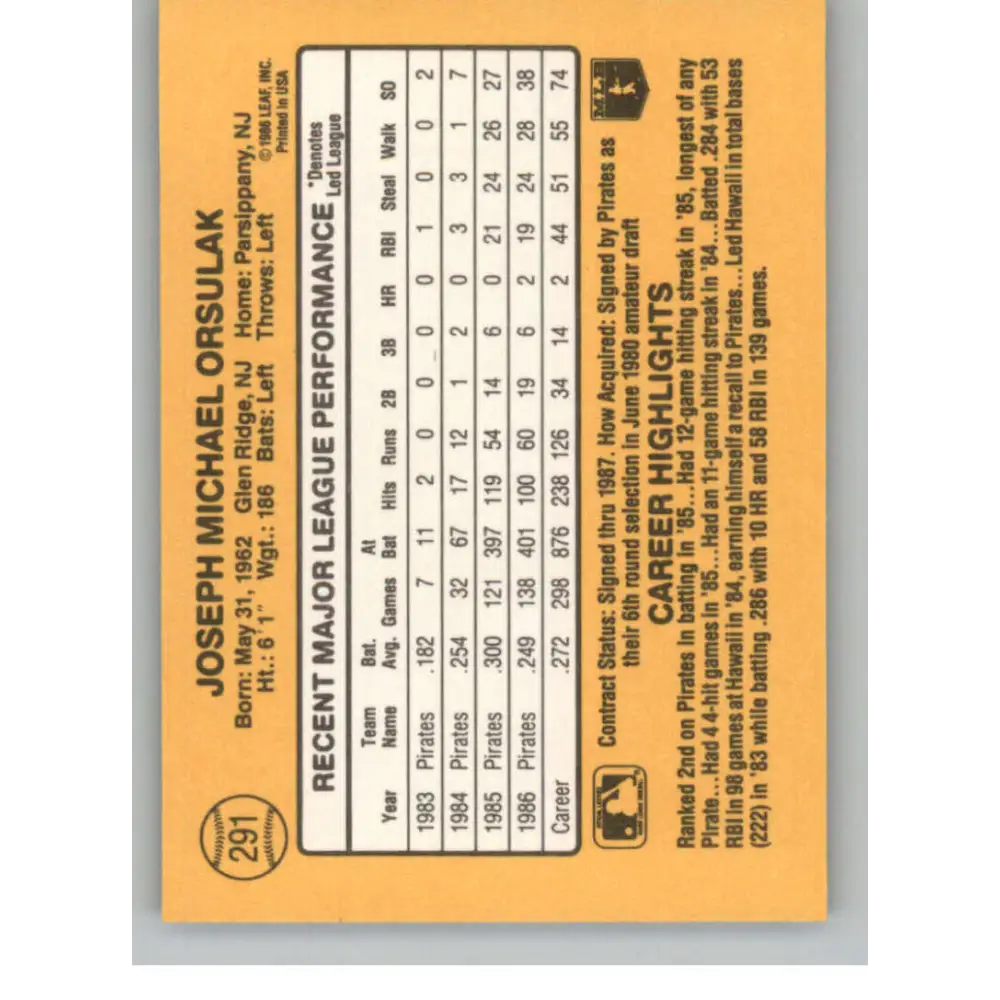 291
JOSEPH MICHAEL ORSULAK
Born: May 31, 1962 Glen Ridge, NJ Home: Parsippany, NJ
Ht.: 6'1" Wgt.: 186 Bats: Left Throws: Left
© 1986 LEAF, INC.
Printed in USA
RECENT MAJOR LEAGUE PERFORMANCE *Denotes Led League
Year Team Name Bat. Avg. Games At Bat Hits Runs 2B 3B HR RBI Steal Walk SO
1983 Pirates .182 7 11 2 0 0 0 0 1 0 0 2
1984 Pirates .254 32 67 17 12 1 2 0 3 3 1 7
1985 Pirates .300 121 397 119 54 14 6 0 21 24 26 27
1986 Pirates .249 138 401 100 60 19 6 2 19 24 28 38
Career .272 298 876 238 126 34 14 2 44 51 55 74
Contract Status: Signed thru 1987. How Acquired: Signed by Pirates as
their 6th round selection in June 1980 amateur draft
MLB
CAREER HIGHLIGHTS
Ranked 2nd on Pirates in batting in '85...Had 12-game hitting streak in '85, longest of any
Pirate...Had 4 4-hit games in '85...Had an 11-game hitting streak in '84...Batted .284 with 53
RBI in 98 games at Hawaii in '84, earning himself a recall to Pirates...Led Hawaii in total bases
(222) in '83 while batting .286 with 10 HR and 58 RBI in 139 games.